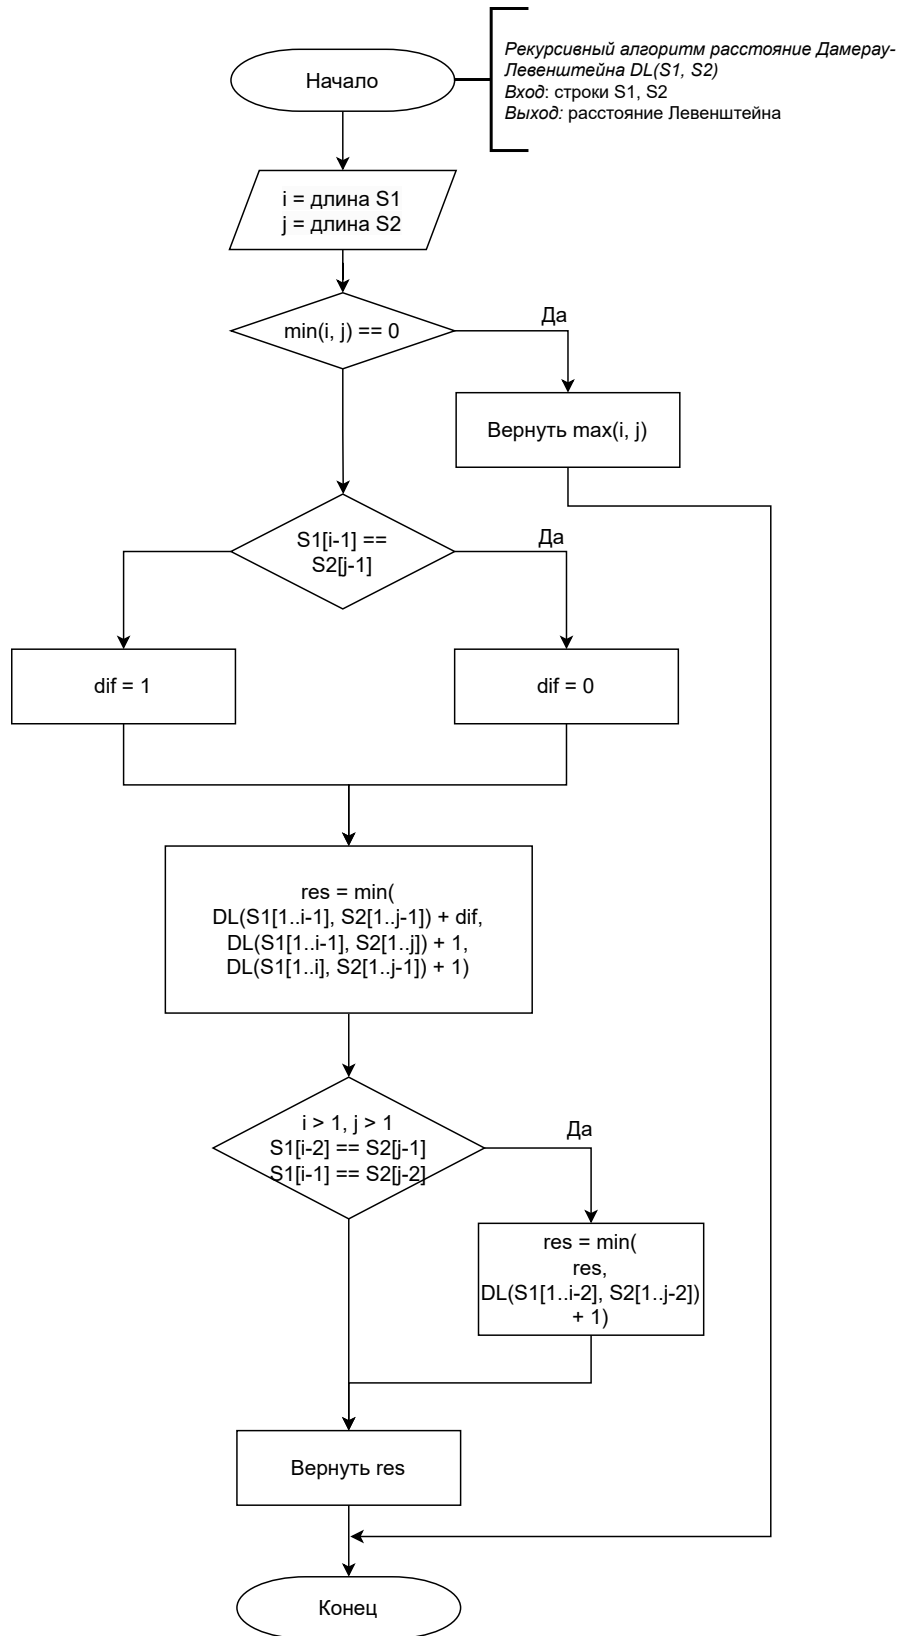 Начало
Рекурсивный алгоритм расстояние Дамерау-
Левенштейна DL(S1, S2)
Вход: строки S1, S2
Выход: расстояние Левенштейна
i = длина S1
j = длина S2
min(i, j) == 0
Да
Вернуть max(i, j)
S1[i-1] ==
S2[j-1]
Да
dif = 1
dif = 0
res = min(
DL(S1[1..i-1], S2[1..j-1]) + dif,
DL(S1[1..i-1], S2[1..j]) + 1,
DL(S1[1..i], S2[1..j-1]) + 1)
i > 1, j > 1
S1[i-2] == S2[j-1]
S1[i-1] == S2[j-2]
Да
res = min(
res,
DL(S1[1..i-2], S2[1..j-2])
+ 1)
Вернуть res
Конец